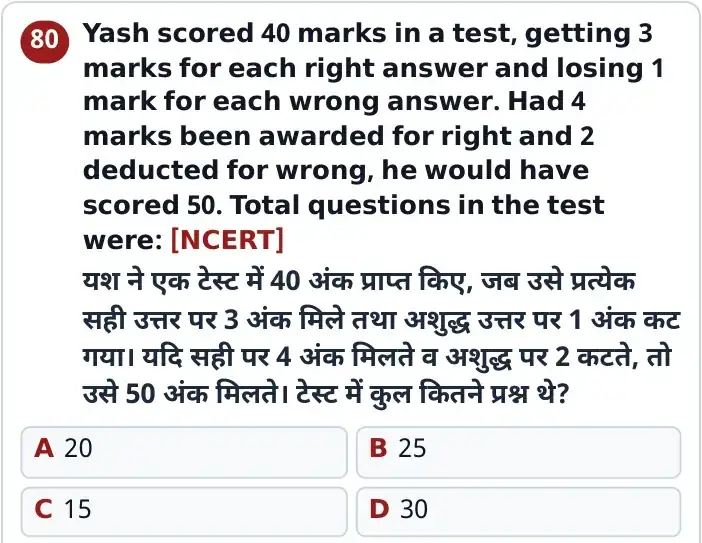 80 Yash scored 40 marks in a test, getting 3
marks for each right answer and losing 1
mark for each wrong answer. Had 4
marks been awarded for right and 2
deducted for wrong, he would have
scored 50. Total questions in the test
were: [NCERT]
यश ने एक टेस्ट में 40 अंक प्राप्त किए, जब उसे प्रत्येक
सही उत्तर पर 3 अंक मिले तथा अशुद्ध उत्तर पर 1 अंक कट
गया। यदि सही पर 4 अंक मिलते व अशुद्ध पर 2 कटते, तो
उसे 50 अंक मिलते। टेस्ट में कुल कितने प्रश्न थे?
A 20
B 25
C 15
D 30